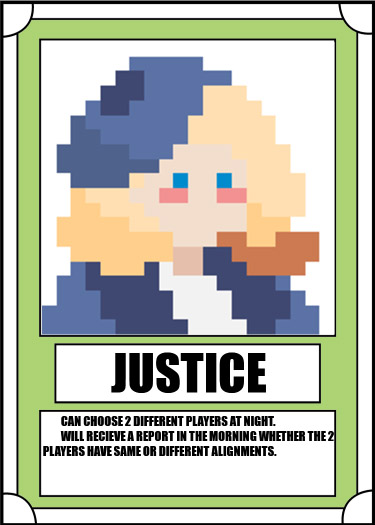 JUSTICE
CAN CHOOSE 2 DIFFERENT PLAYERS AT NIGHT.
WILL RECIEVE A REPORT IN THE MORNING WHETHER THE 2
PLAYERS HAVE SAME OR DIFFERENT ALIGNMENTS.